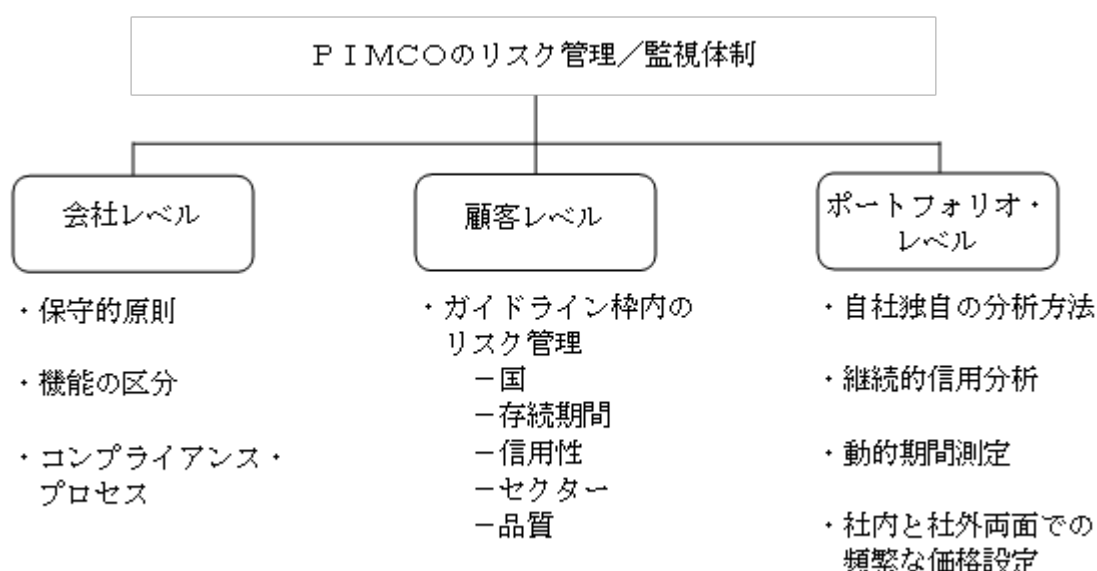 ＰＩＭＣＯのリスク管理／監視体制
会社レベル
・保守的原則
・機能の区分
・コンプライアンス・
プロセス
顧客レベル
・ガイドライン枠内の
リスク管理
－国
－存続期間
－信用性
－セクター
－品質
ポートフォリオ・
レベル
・自社独自の分析方法
・継続的信用分析
・動的期間測定
・社内と社外両面での
頻繁な価格設定